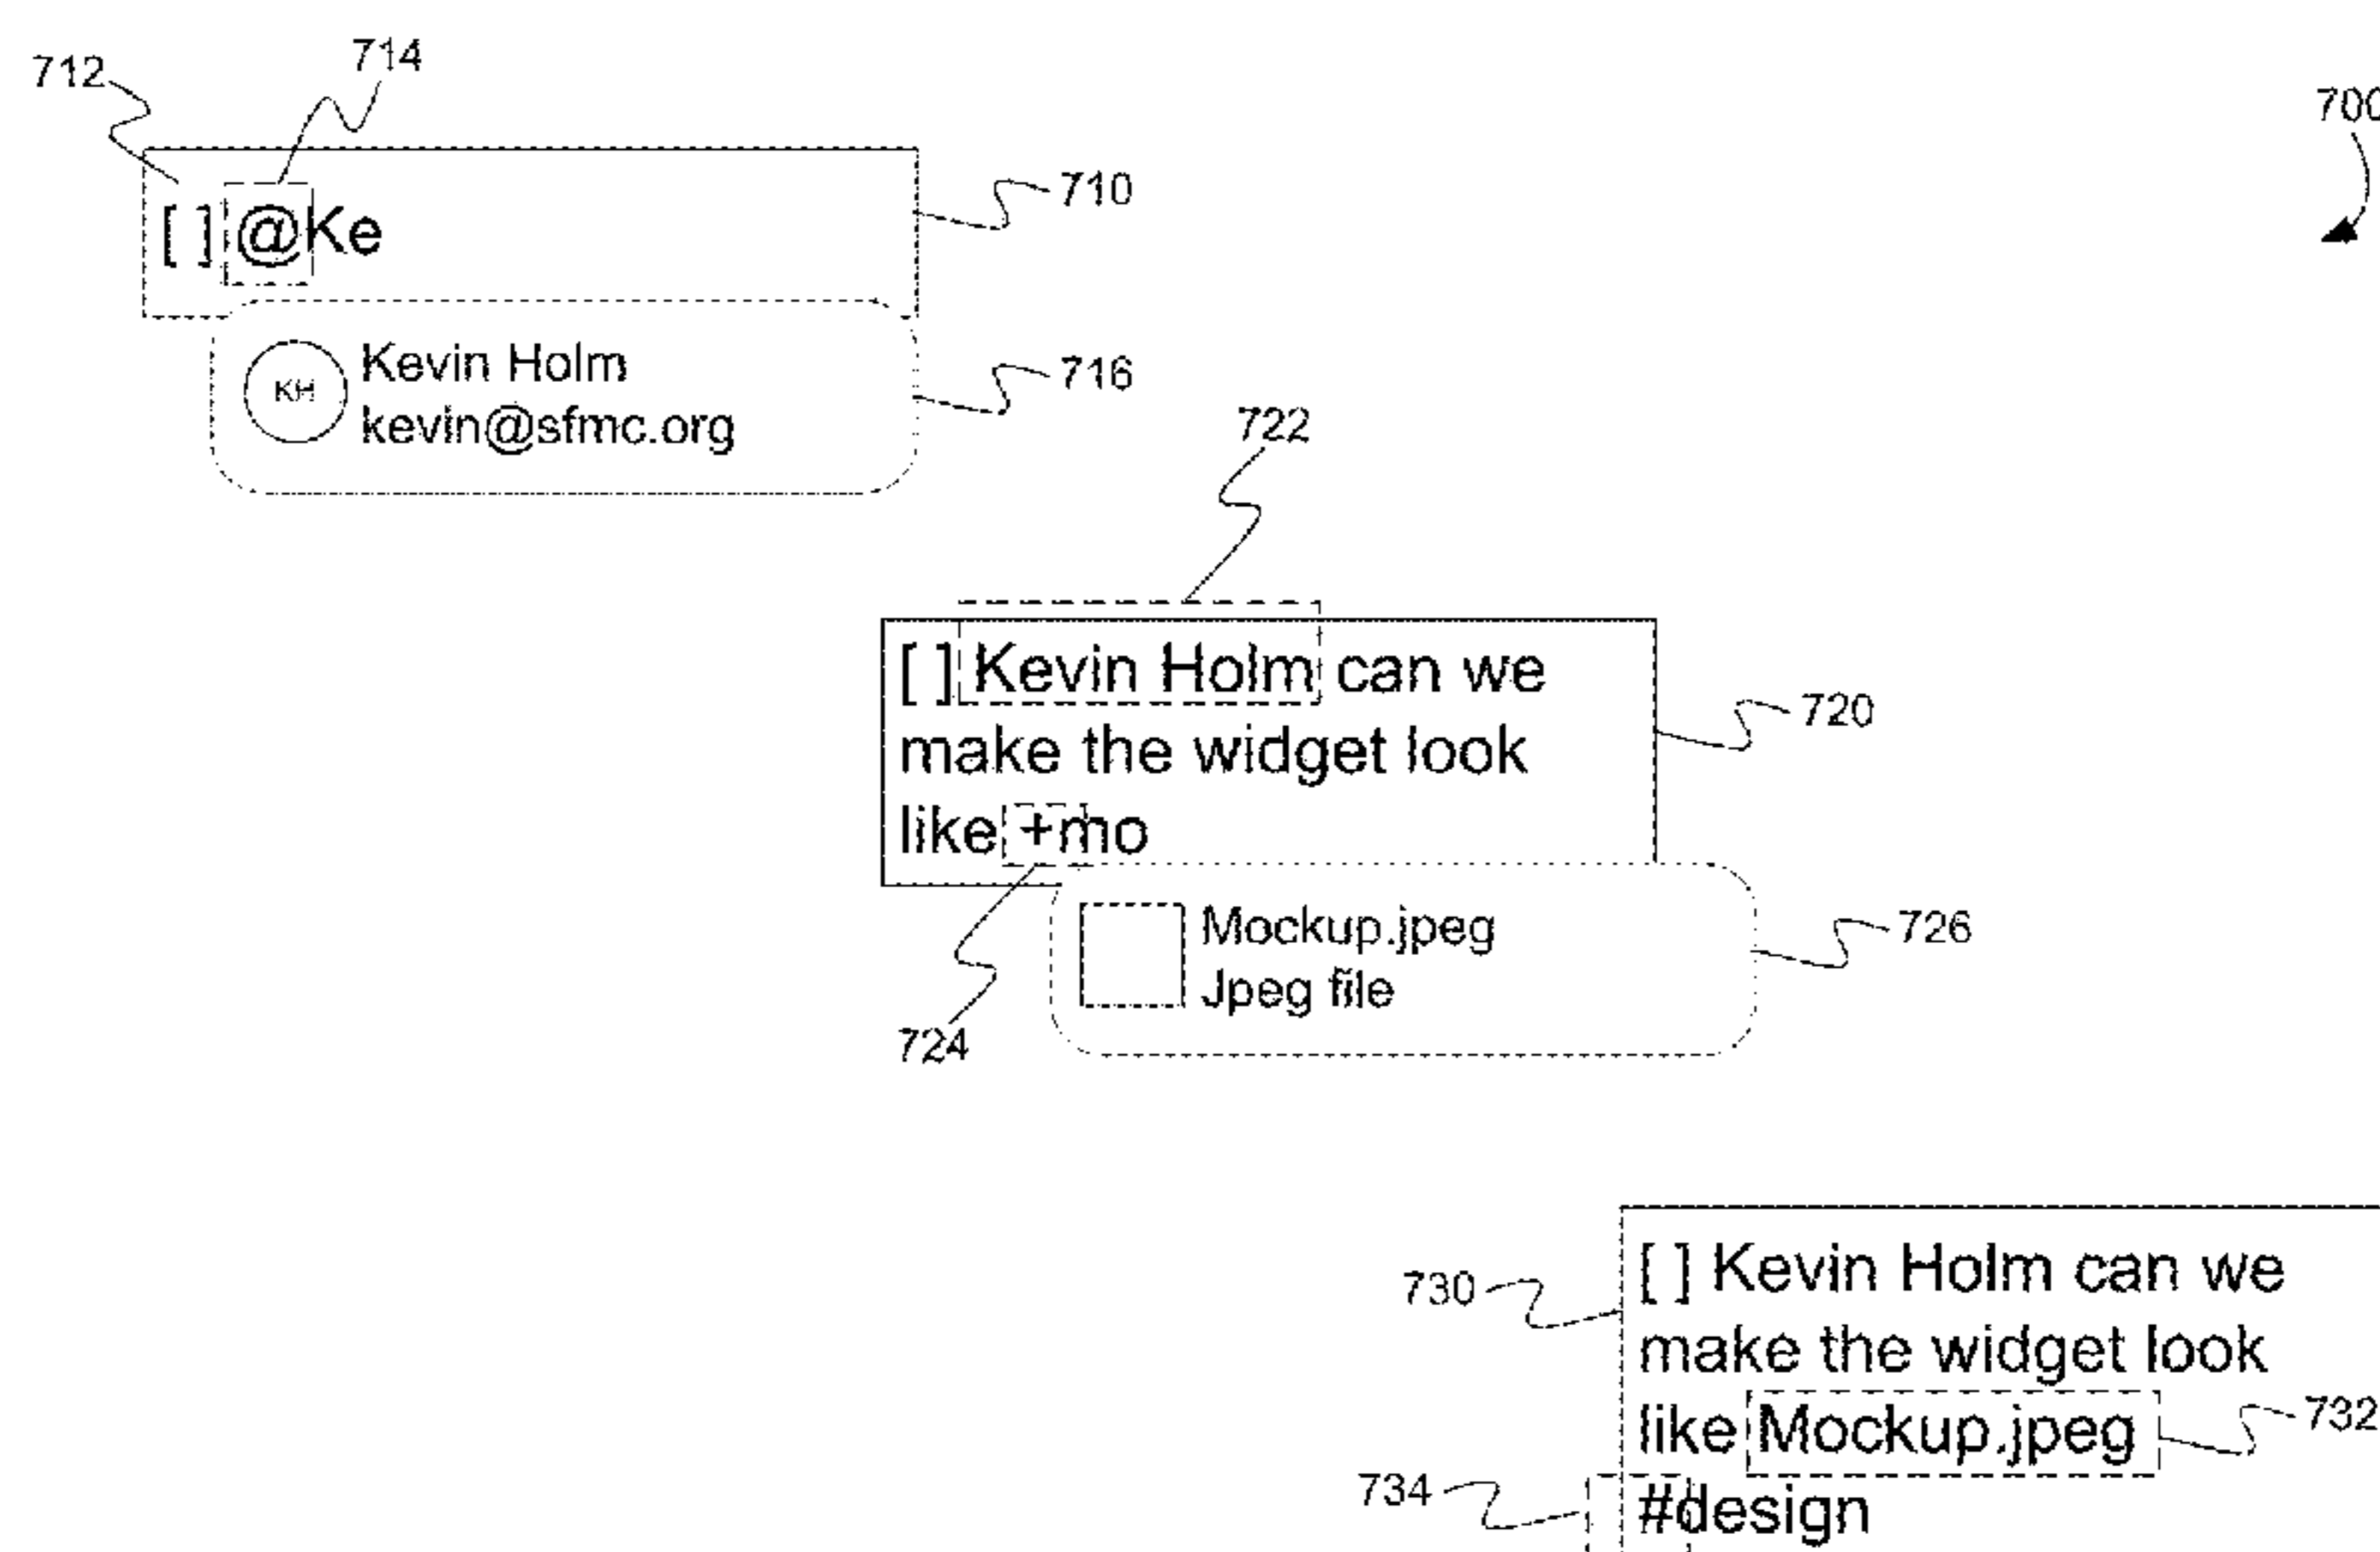 714
712
700
[ ] @Ke
710
Kevin Holm
KH
kevin@sfmc.org
716
722
[ ] Kevin Holm can we
make the widget look
like +mo
720
Mockup.jpeg
Jpeg file
726
724
[ ] Kevin Holm can we
730
make the widget look
like Mockup.jpeg
732
734
#design